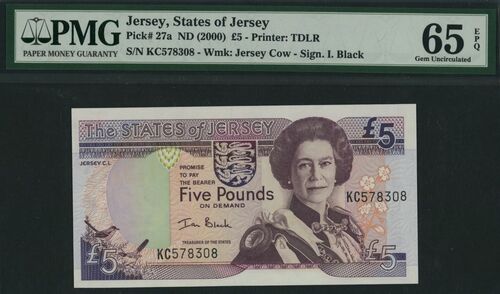 PMG
PAPER MONEY GUARANTY
Jersey, States of Jersey
Pick# 27a ND (2000) £5 - Printer: TDLR
S/N KC578308 - Wmk: Jersey Cow - Sign. I. Black
65 EPQ
Gem Uncirculated
The STATES of JERSEY
£5
JERSEY C.I.
PROMISE
TO PAY
THE BEARER
Five Pounds
ON DEMAND
KC578308
Ian Black
TREASURER OF THE STATES
£5
KC578308
£5